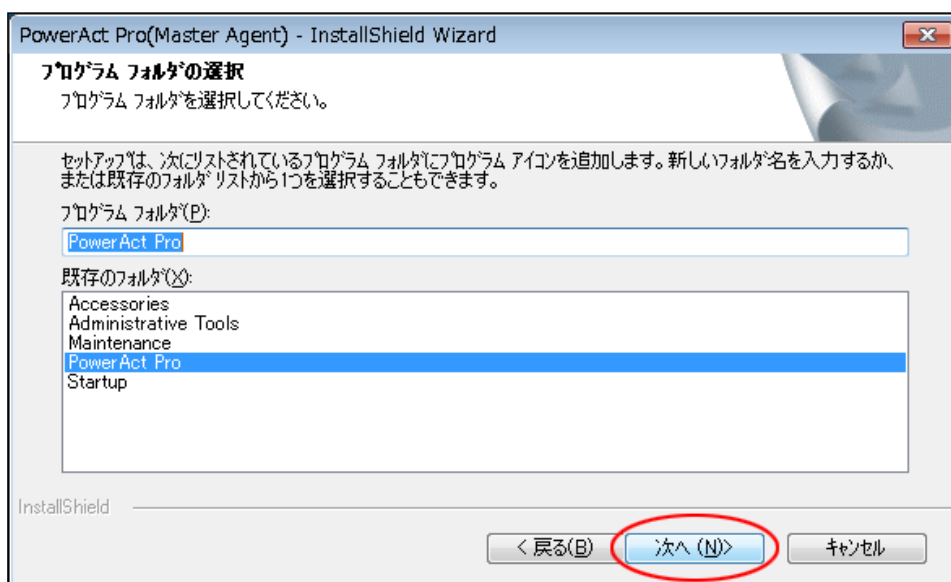 PowerAct Pro(Master Agent) - InstallShield Wizard
プログラム フォルダの選択
プログラム フォルダを選択してください。
セットアップは、次にリストされているプログラム フォルダにプログラム アイコンを追加します。新しいフォルダ名を入力するか、
または既存のフォルダ リストから1つを選択することもできます。
プログラム フォルダ(P):
PowerAct Pro
既存のフォルダ(X):
Accessories
Administrative Tools
Maintenance
PowerAct Pro
Startup
InstallShield
< 戻る(B)
次へ (N)>
キャンセル